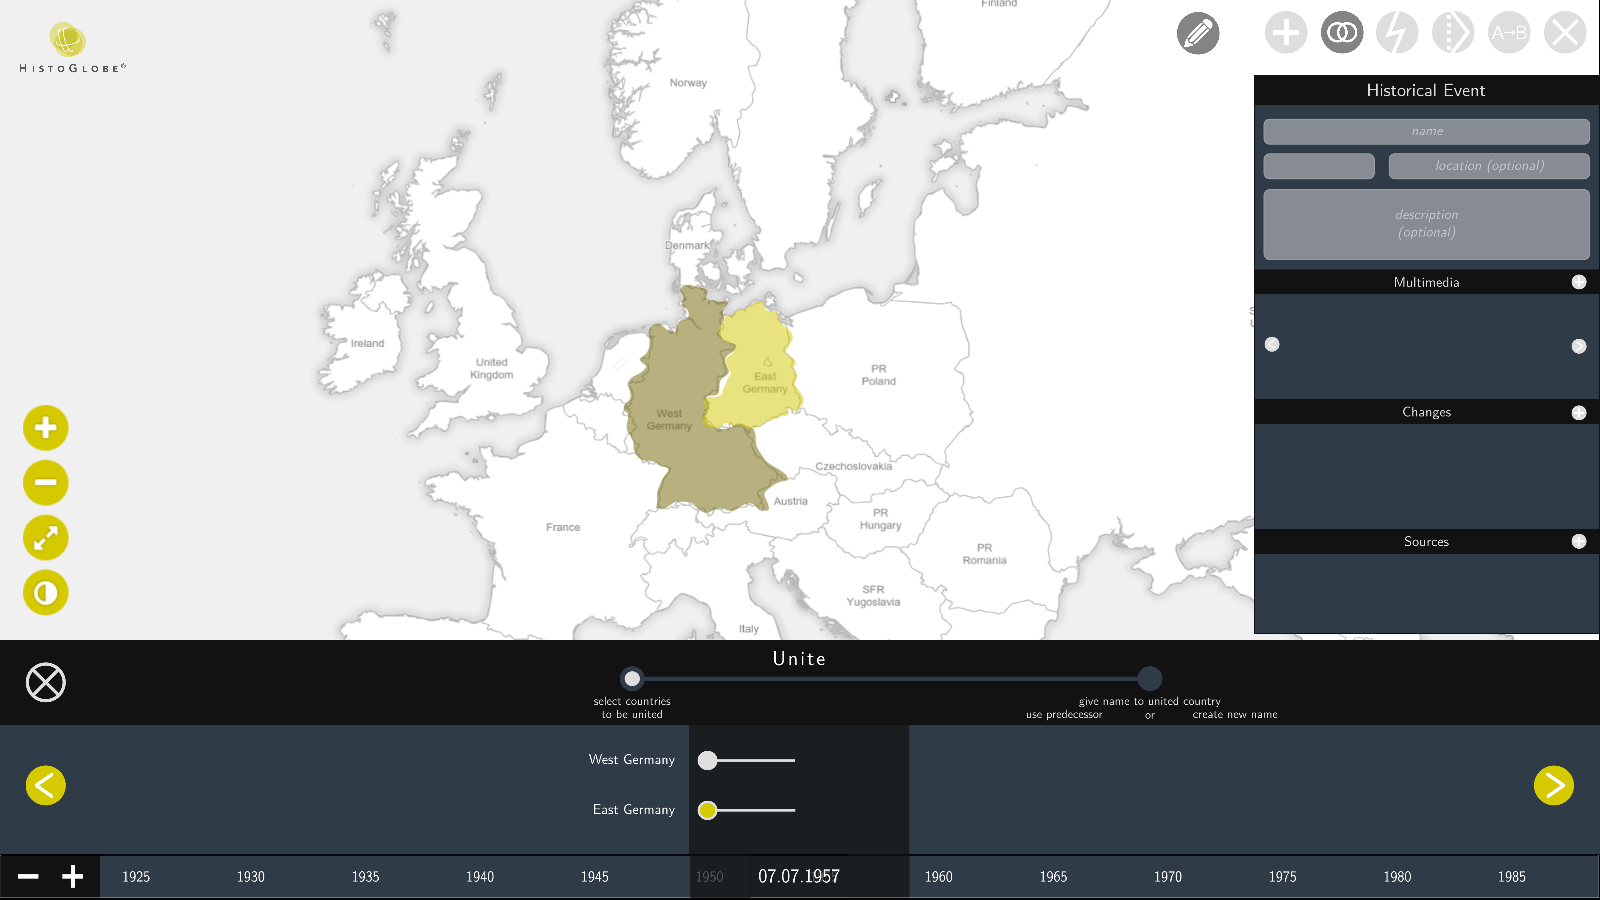 HISTOGLOBE
Finland
Norway
Denmark
Ireland
United
Kingdom
PR
Poland
East
Germany
West
Germany
Czechoslovakia
Austria
PR
Hungary
France
PR
Romania
SFR
Yugoslavia
Italy
A→B
Historical Event
name
location (optional)
description
(optional)
Multimedia
Changes
Sources
Unite
select countries
to be united
give name to united country
use predecessor or create new name
West Germany
East Germany
1925 1930 1935 1940 1945 1950 07.07.1957 1960 1965 1970 1975 1980 1985